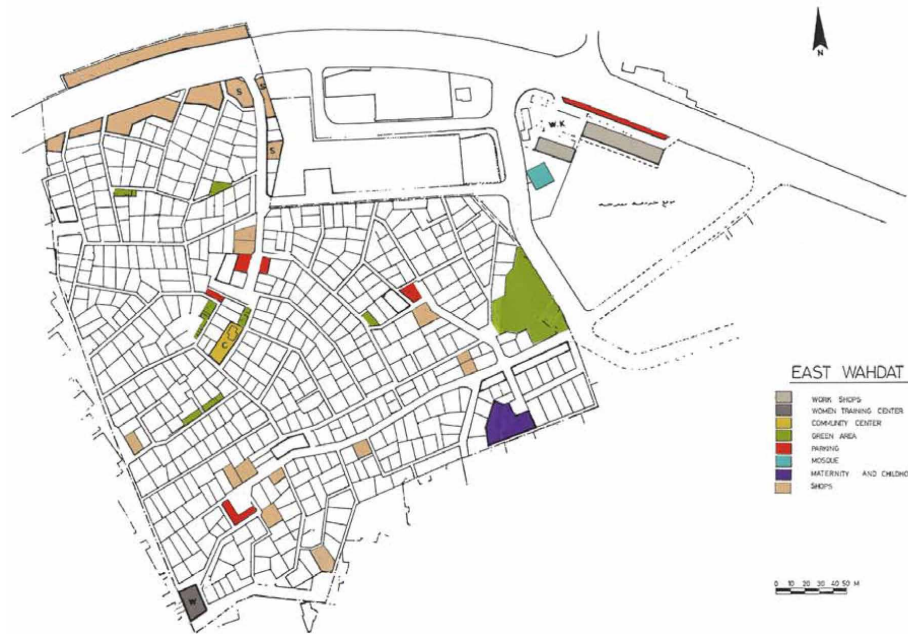 N
S
S
S
W.K
C
W
EAST WAHDAT
WORK SHOPS
WOMEN TRAINING CENTER
COMMUNITY CENTER
GREEN AREA
PARKING
MOSQUE
MATERNITY AND CHILDHO
SHOPS
0 10 20 30 40 50 M